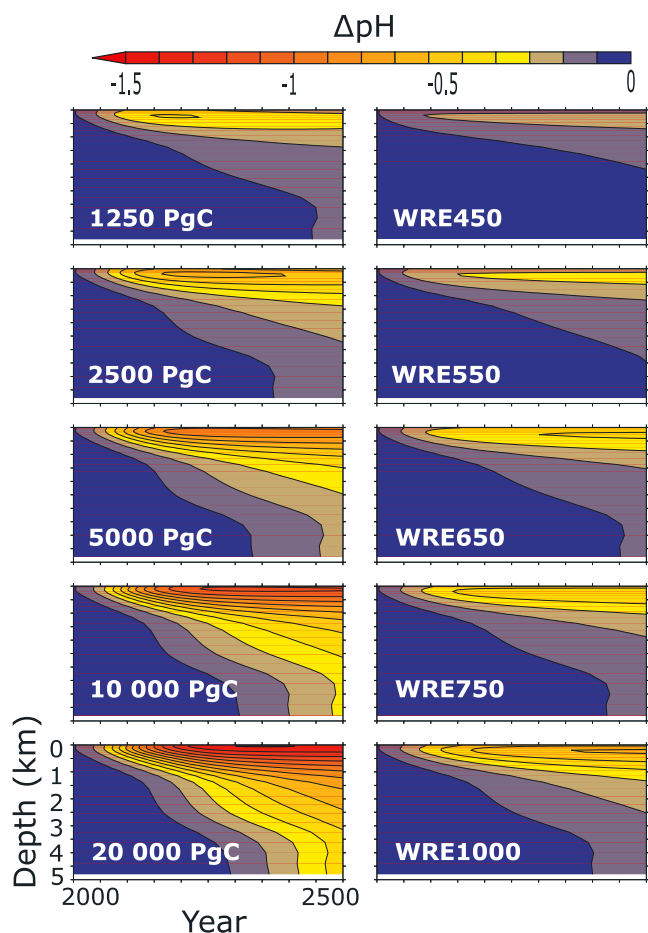 ΔpH
-1.5 -1 -0.5 0
1250 PgC WRE450
2500 PgC WRE550
5000 PgC WRE650
10 000 PgC WRE750
20 000 PgC WRE1000
Depth (km)
0
1
2
3
4
5
2000 2500
Year